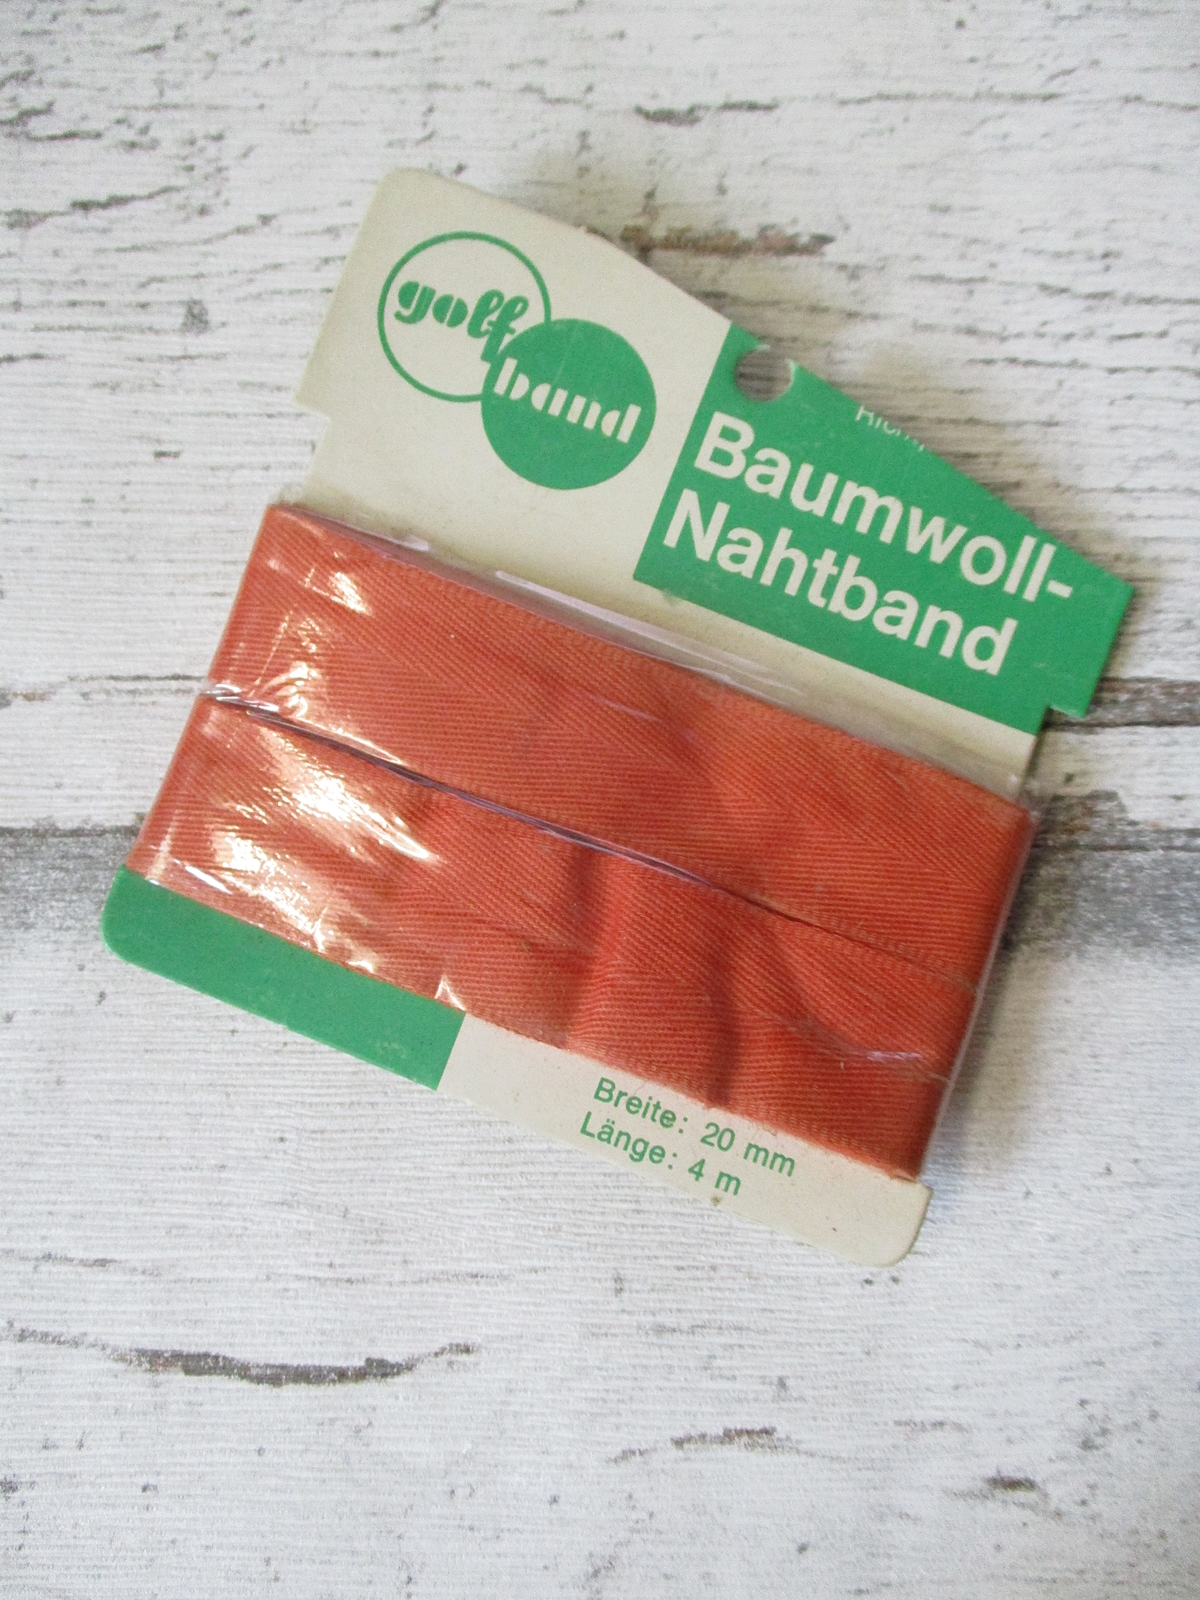 golf
band
Baumwoll-
Nahtband
Breite: 20 mm
Länge: 4 m